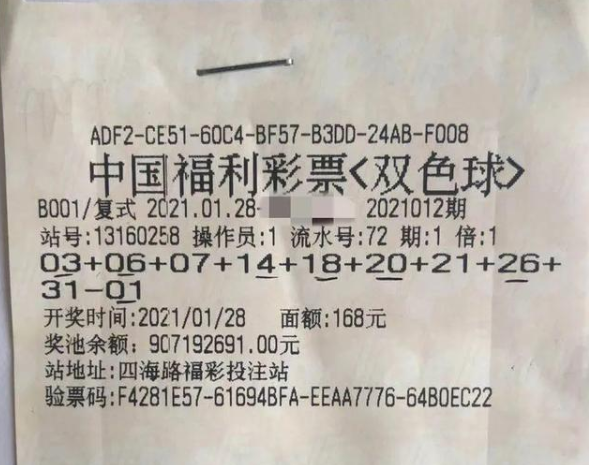 ADF2-CE51-60C4-BF57-B3DD-24AB-F008
中国福利彩票<双色球>
B001/复式 2021.01.28- 2021012期
站号:13160258 操作员:1 流水号:72 期:1 倍:1
03+06+07+14+18+20+21+26+
31-01
开奖时间:2021/01/28 面额:168元
奖池余额: 907192691.00元
站地址:四海路福彩投注站
验票码:F4281E57-61694BFA-EEAA7776-64B0EC22